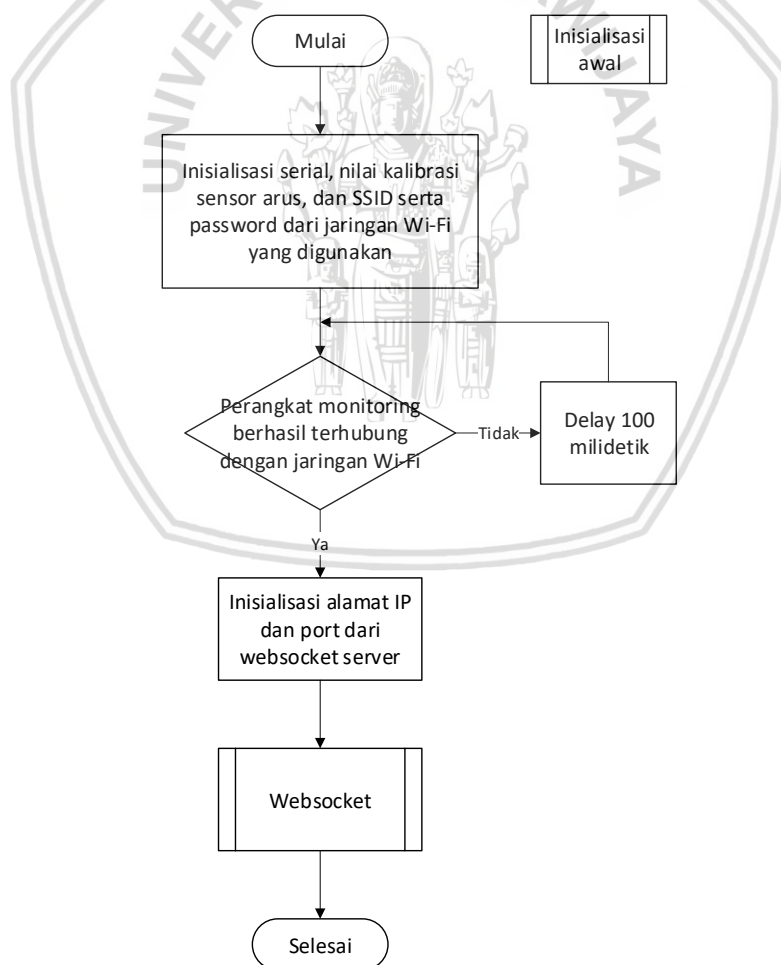 Mulai
Inisialisasi
awal
Inisialisasi serial, nilai kalibrasi
sensor arus, dan SSID serta
password dari jaringan Wi-Fi
yang digunakan
Perangkat monitoring
berhasil terhubung
dengan jaringan Wi-Fi
Tidak
Delay 100
milidetik
Ya
Inisialisasi alamat IP
dan port dari
websocket server
Websocket
Selesai